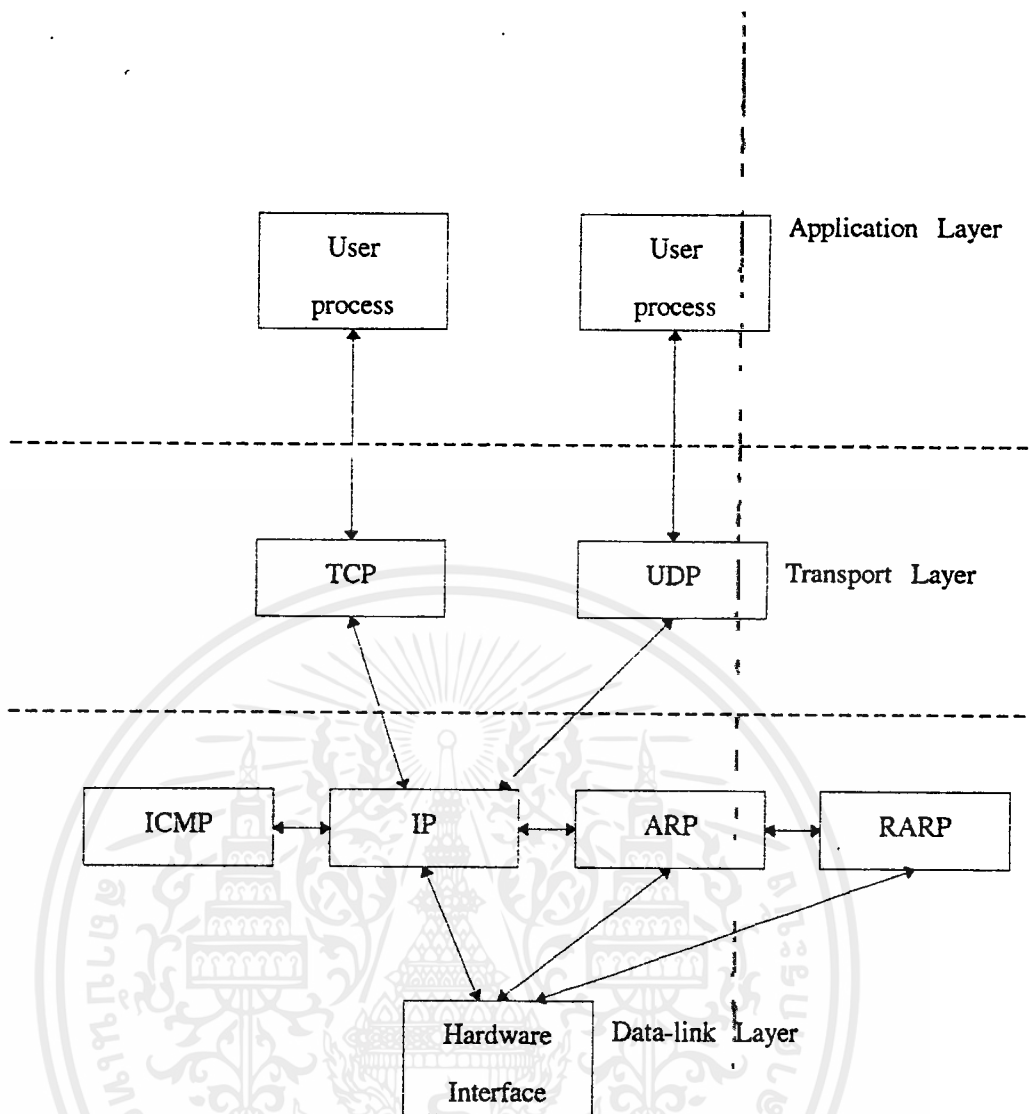 User process
User process
Application Layer
TCP
UDP
Transport Layer
ICMP
IP
ARP
RARP
Hardware Interface
Data-link Layer